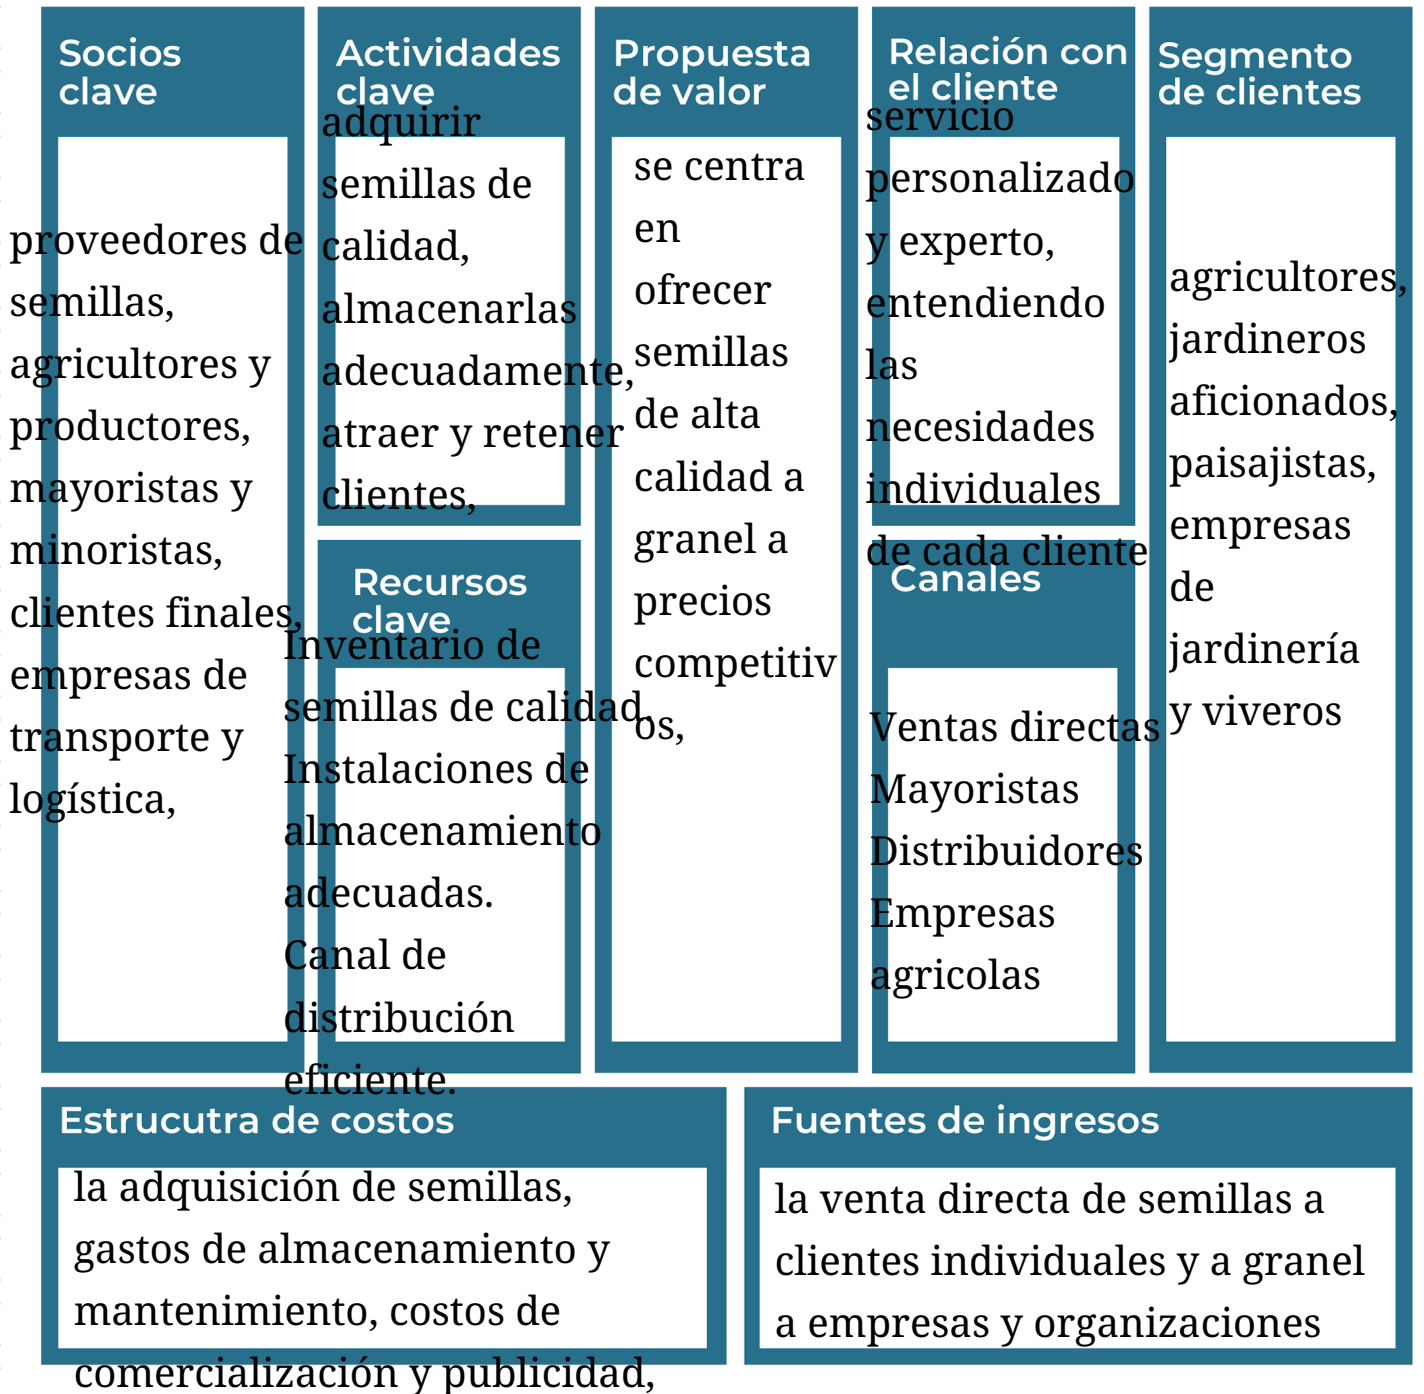 Socios
clave
proveedores de
semillas,
agricultores y
productores,
mayoristas y
minoristas,
clientes finales,
empresas de
transporte y
logística,
Actividades
clave
adquirir
semillas de
calidad,
almacenarlas
adecuadamente,
atraer y retener
clientes,
Recursos
clave
Inventario de
semillas de calidad.
Instalaciones de
almacenamiento
adecuadas.
Canal de
distribución
eficiente.
Propuesta
de valor
se centra
en
ofrecer
semillas
de alta
calidad a
granel a
precios
competitiv
os,
Relación con
el cliente
servicio
personalizado
y experto,
entendiendo
las
necesidades
individuales
de cada cliente
Canales
Ventas directas
Mayoristas
Distribuidores
Empresas
agricolas
Segmento
de clientes
agricultores,
jardineros
aficionados,
paisajistas,
empresas
de
jardinería
y viveros
Estrucutra de costos
la adquisición de semillas,
gastos de almacenamiento y
mantenimiento, costos de
comercialización y publicidad,
Fuentes de ingresos
la venta directa de semillas a
clientes individuales y a granel
a empresas y organizaciones